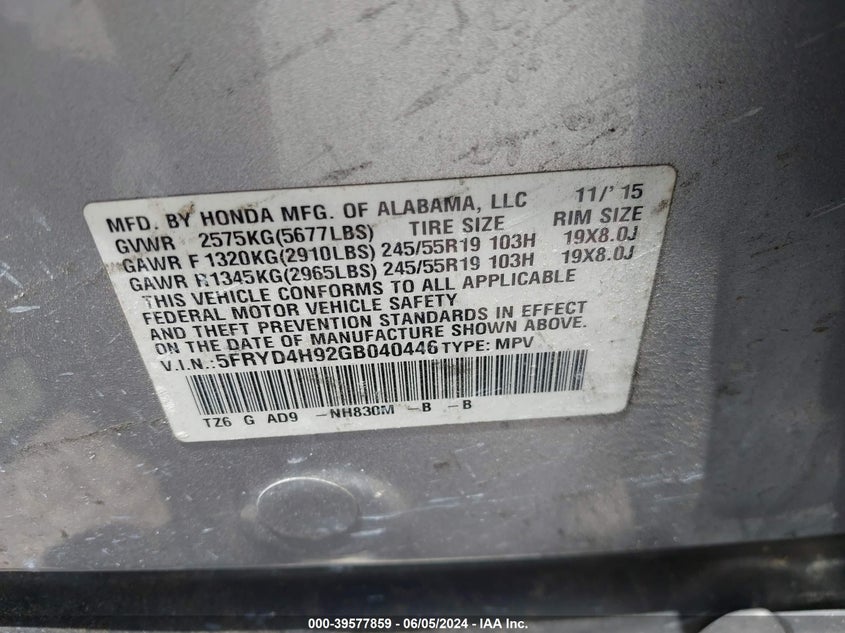 MFD. BY HONDA MFG. OF ALABAMA, LLC 11/'15
GVWR 2575KG(5677LBS) TIRE SIZE RIM SIZE
GAWR F 1320KG(2910LBS) 245/55R19 103H 19X8.0J
GAWR R 1345KG(2965LBS) 245/55R19 103H 19X8.0J
THIS VEHICLE CONFORMS TO ALL APPLICABLE
FEDERAL MOTOR VEHICLE SAFETY
AND THEFT PREVENTION STANDARDS IN EFFECT
ON THE DATE OF MANUFACTURE SHOWN ABOVE.
V.I.N.:5FRYD4H92GB040446 TYPE: MPV
TZ6 G AD9 -NH830M -B -B
000-39577859 - 06/05/2024 - IAA Inc.